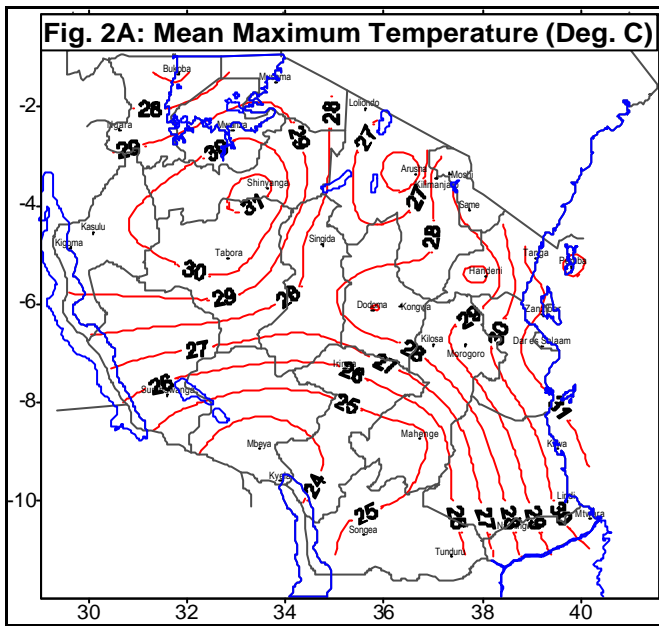 Fig. 2A: Mean Maximum Temperature (Deg. C)
Bukoba
Musoma
-2
28
28
Loliondo
27
Ngara
Mwanza
29
29
30
Arusha
Moshi
Kilimanjaro
Shinyanga
31
27
-4
Same
Kasulu
Kigoma
Singida
28
Tanga
Tabora
Pemba
30
Handeni
29
28
-6
Dodoma
Kongwa
29
30
Zanzibar
27
Kilosa
28
Morogoro
Dar es Salaam
Iringa
27
26
26
Sumbawanga
-8
25
31
Mahenge
Mbeya
Kilwa
Kyela
24
-10
25
Lindi
Songea
26
27
28
29
30
Mtwara
Tunduru
30
32
34
36
38
40